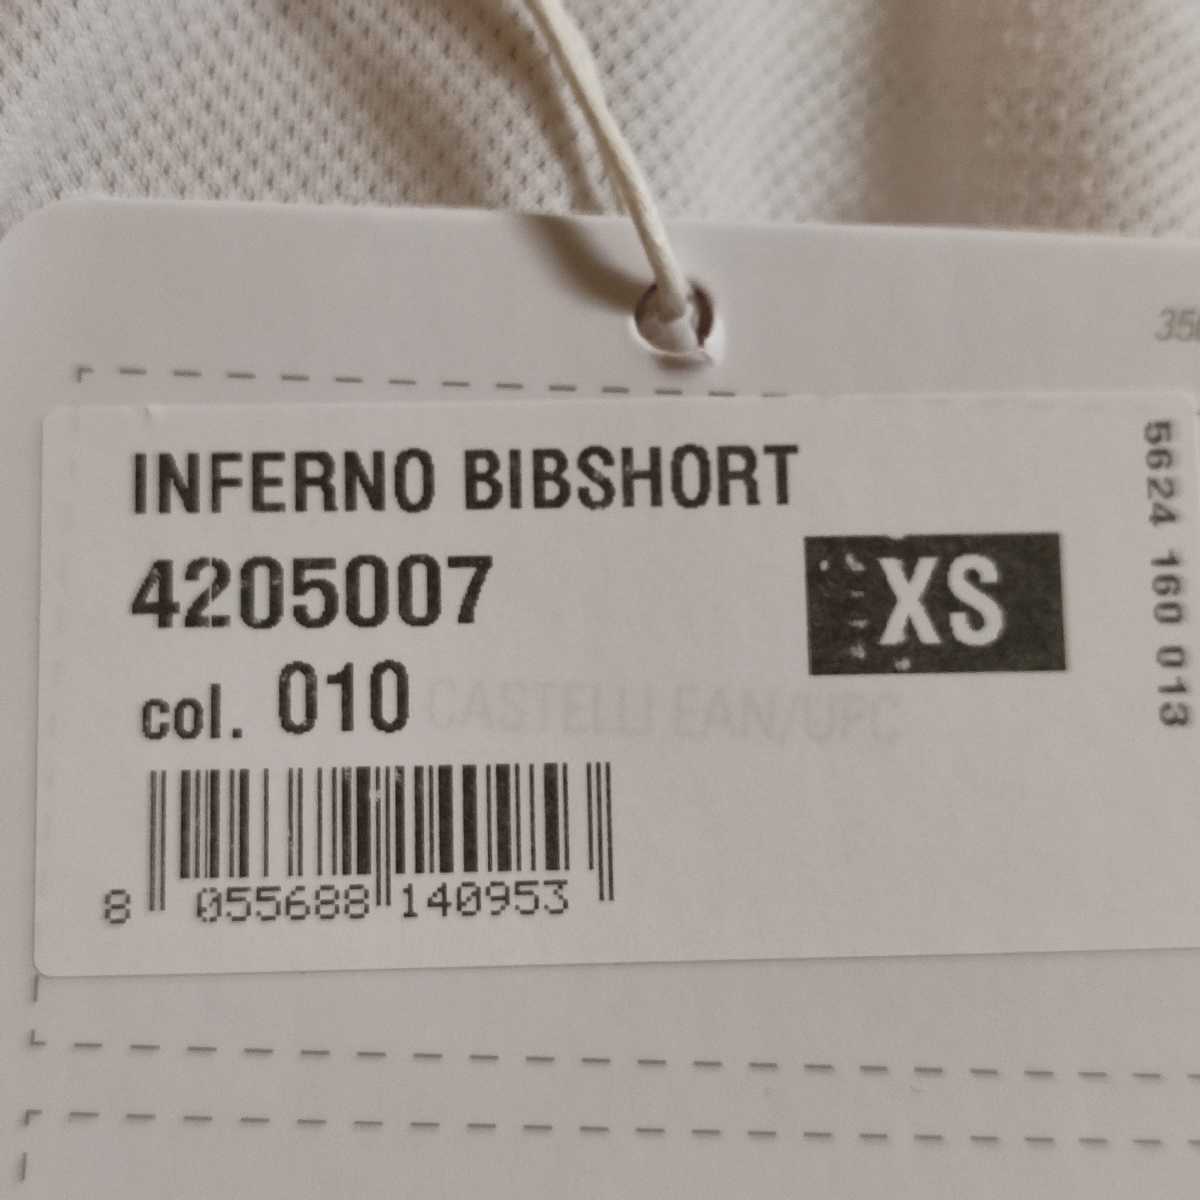 INFERNO BIBSHORT
4205007
XS
col. 010
CASTELLI EAN/UPC
8 055688 140953
5624 160 013